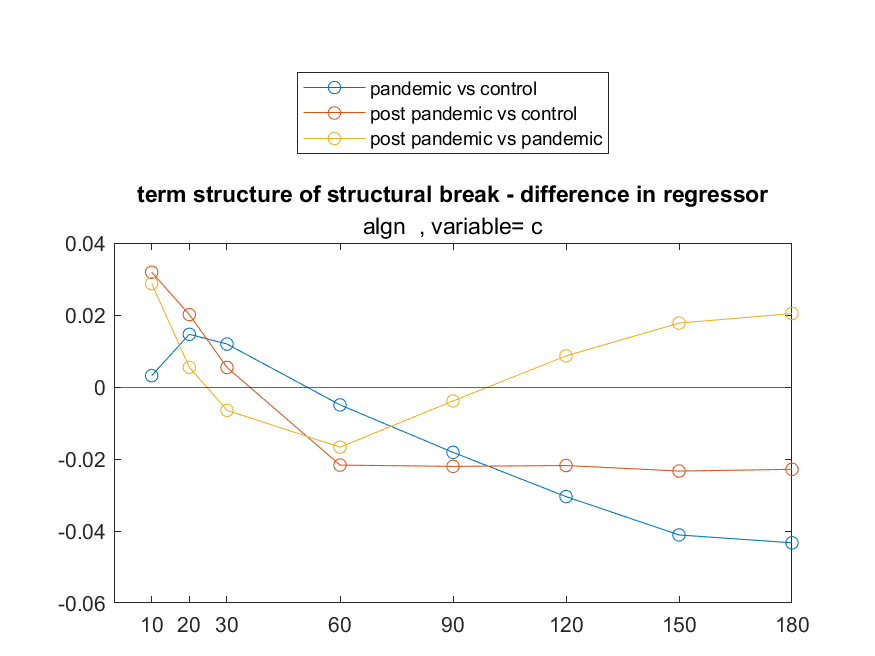 pandemic vs control
post pandemic vs control
post pandemic vs pandemic
term structure of structural break - difference in regressor
algn  , variable= c
0.04
0.02
0
-0.02
-0.04
-0.06
10 20 30 60 90 120 150 180